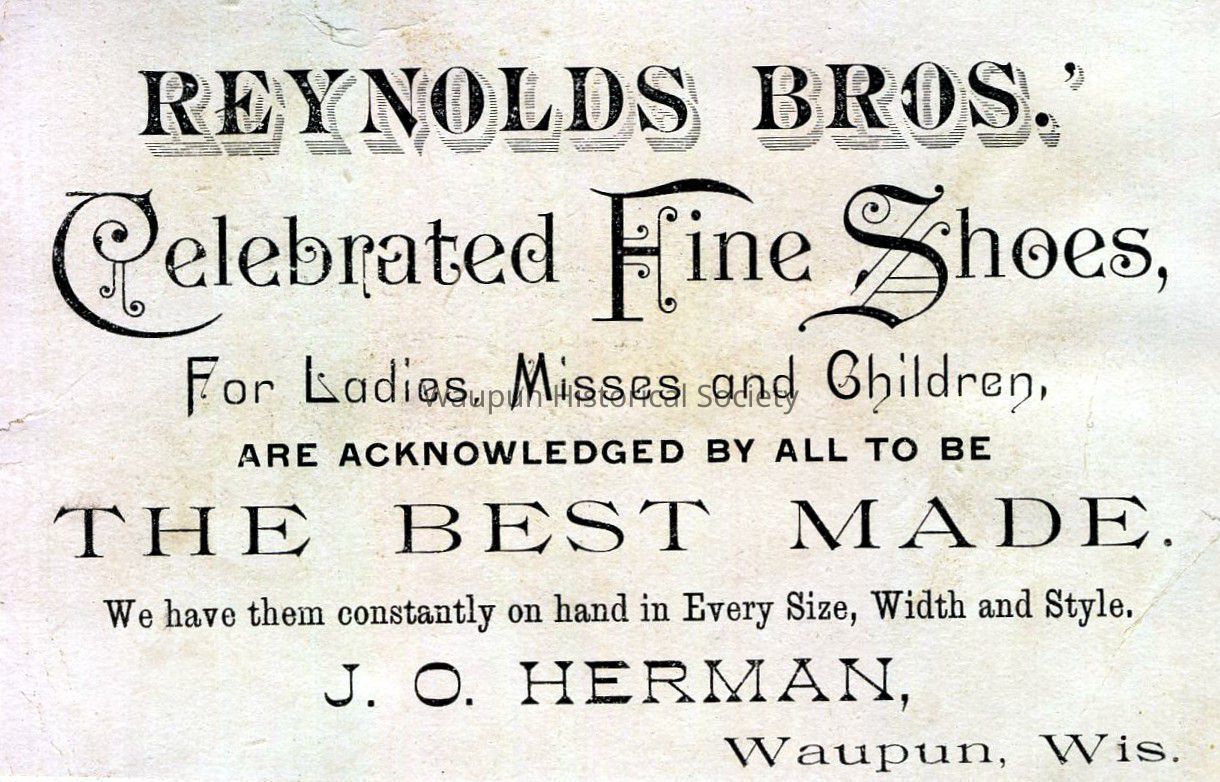 REYNOLDS BROS.'
Celebrated Fine Shoes,
For Ladies, Misses and Children,
Waupun Historical Society
ARE ACKNOWLEDGED BY ALL TO BE
THE BEST MADE.
We have them constantly on hand in Every Size, Width and Style.
J. O. HERMAN,
Waupun, Wis.